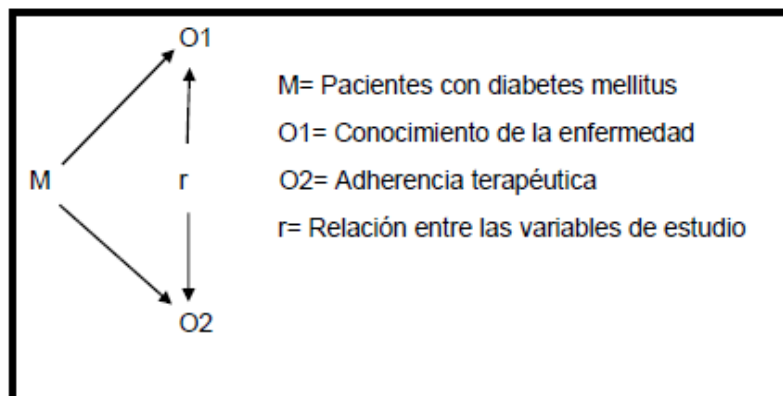 O1
M= Pacientes con diabetes mellitus
O1= Conocimiento de la enfermedad
M
r
O2= Adherencia terapéutica
r= Relación entre las variables de estudio
O2